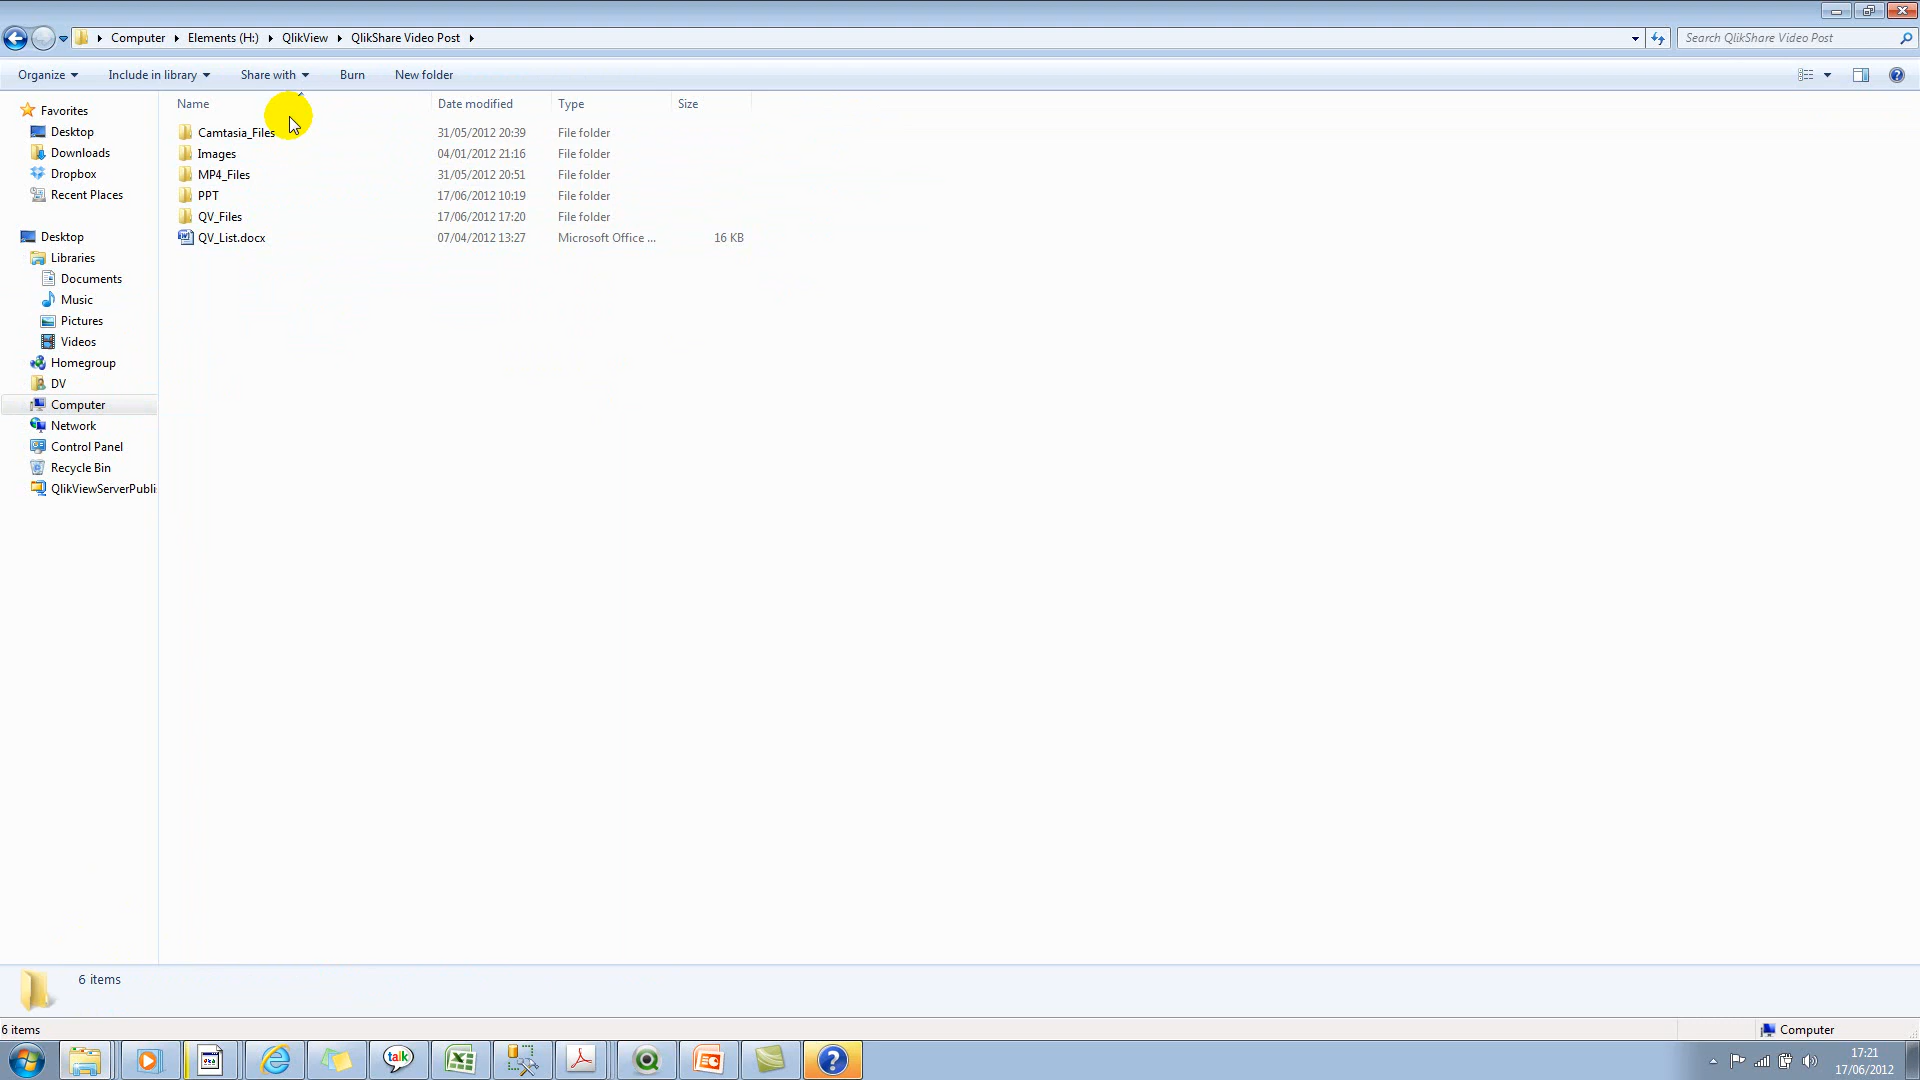 Computer Elements (H:) QlikView QlikShare Video Post
Search QlikShare Video Post
Organize Include in library Share with Burn New folder
Name Date modified Type Size
Camtasia_Files 31/05/2012 20:39 File folder
Images 04/01/2012 21:16 File folder
MP4_Files 31/05/2012 20:51 File folder
PPT 17/06/2012 10:19 File folder
QV_Files 17/06/2012 17:20 File folder
QV_List.docx 07/04/2012 13:27 Microsoft Office ... 16 KB
Favorites
Desktop
Downloads
Dropbox
Recent Places
Desktop
Libraries
Documents
Music
Pictures
Videos
Homegroup
DV
Computer
Network
Control Panel
Recycle Bin
QlikViewServerPubli
6 items
6 items
Computer
talk
17:21
17/06/2012